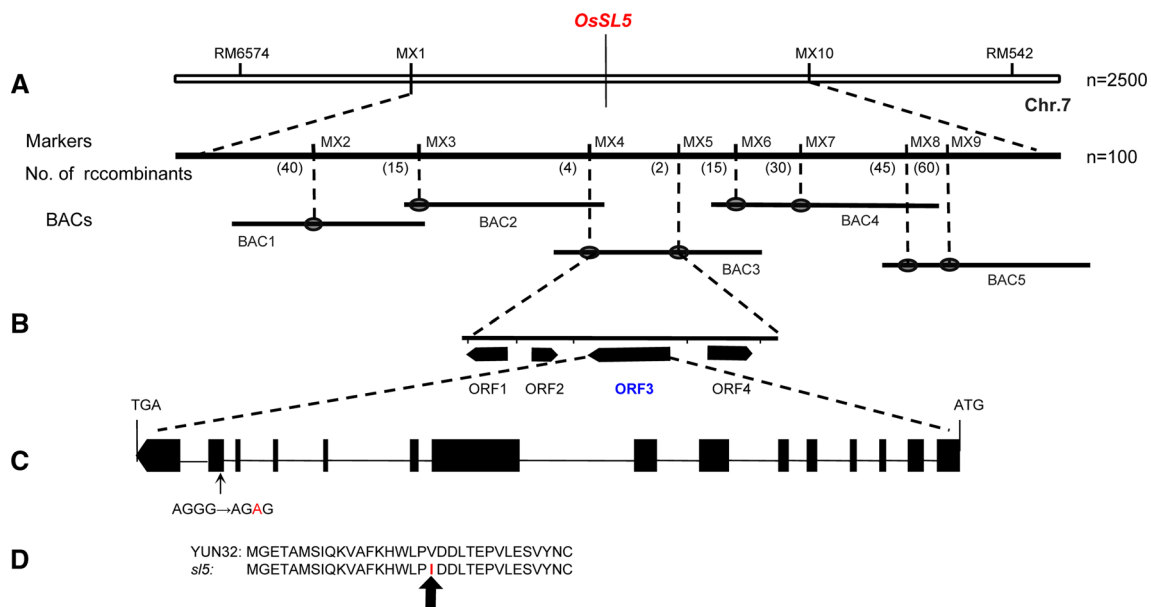 OsSL5
RM6574 MX1 MX10 RM542
A n=2500
Chr.7
Markers MX2 MX3 MX4 MX5 MX6 MX7 MX8 MX9
n=100
No. of rccombinants (40) (15) (4) (2) (15) (30) (45) (60)
BACs
BAC1 BAC2 BAC3 BAC4 BAC5
B
ORF1 ORF2 ORF3 ORF4
TGA ATG
C
AGGG→AGAG
D
YUN32: MGETAMSIQKVAFKHWLPVDDLTEPVLESVYNC
sl5: MGETAMSIQKVAFKHWLPIDDLTEPVLESVYNC